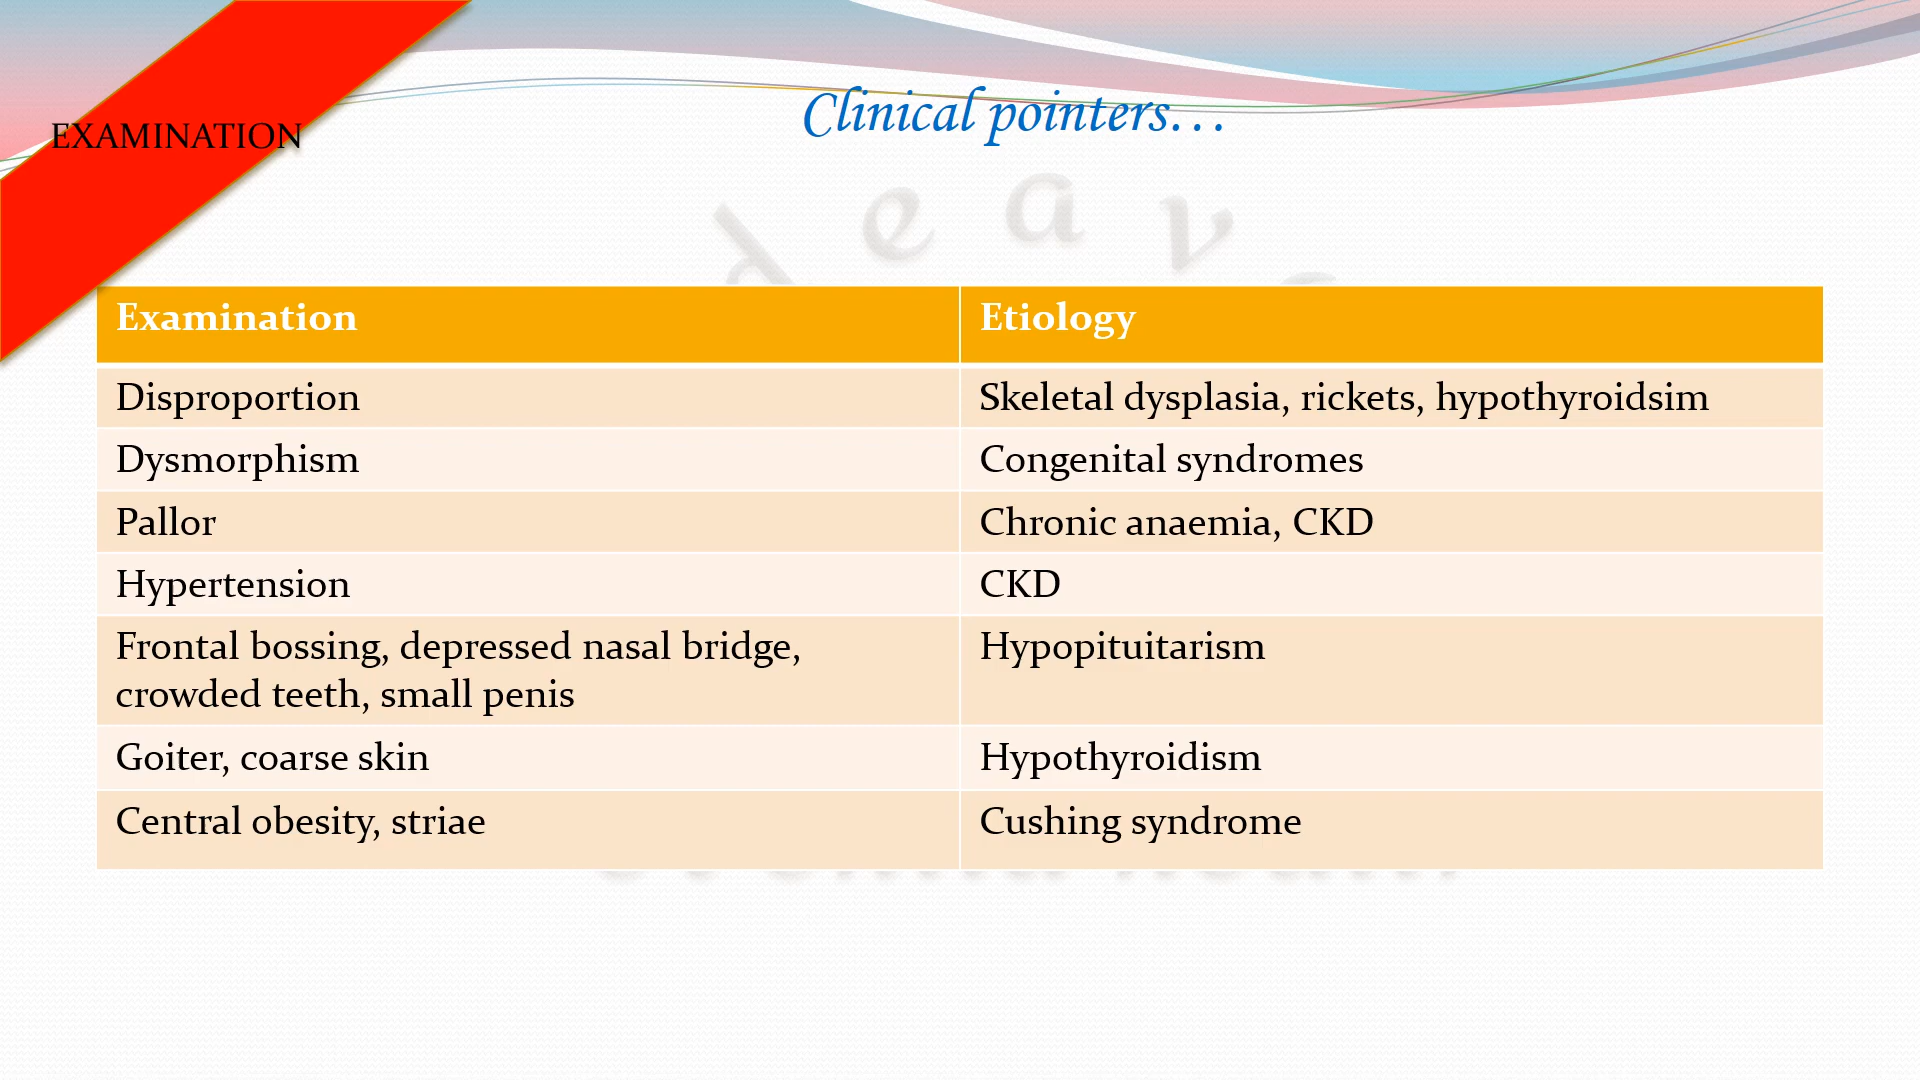 EXAMINATION
Clinical pointers...
Examination
Etiology
Disproportion
Skeletal dysplasia, rickets, hypothyroidsim
Dysmorphism
Congenital syndromes
Pallor
Chronic anaemia, CKD
Hypertension
CKD
Frontal bossing, depressed nasal bridge,
crowded teeth, small penis
Hypopituitarism
Goiter, coarse skin
Hypothyroidism
Central obesity, striae
Cushing syndrome